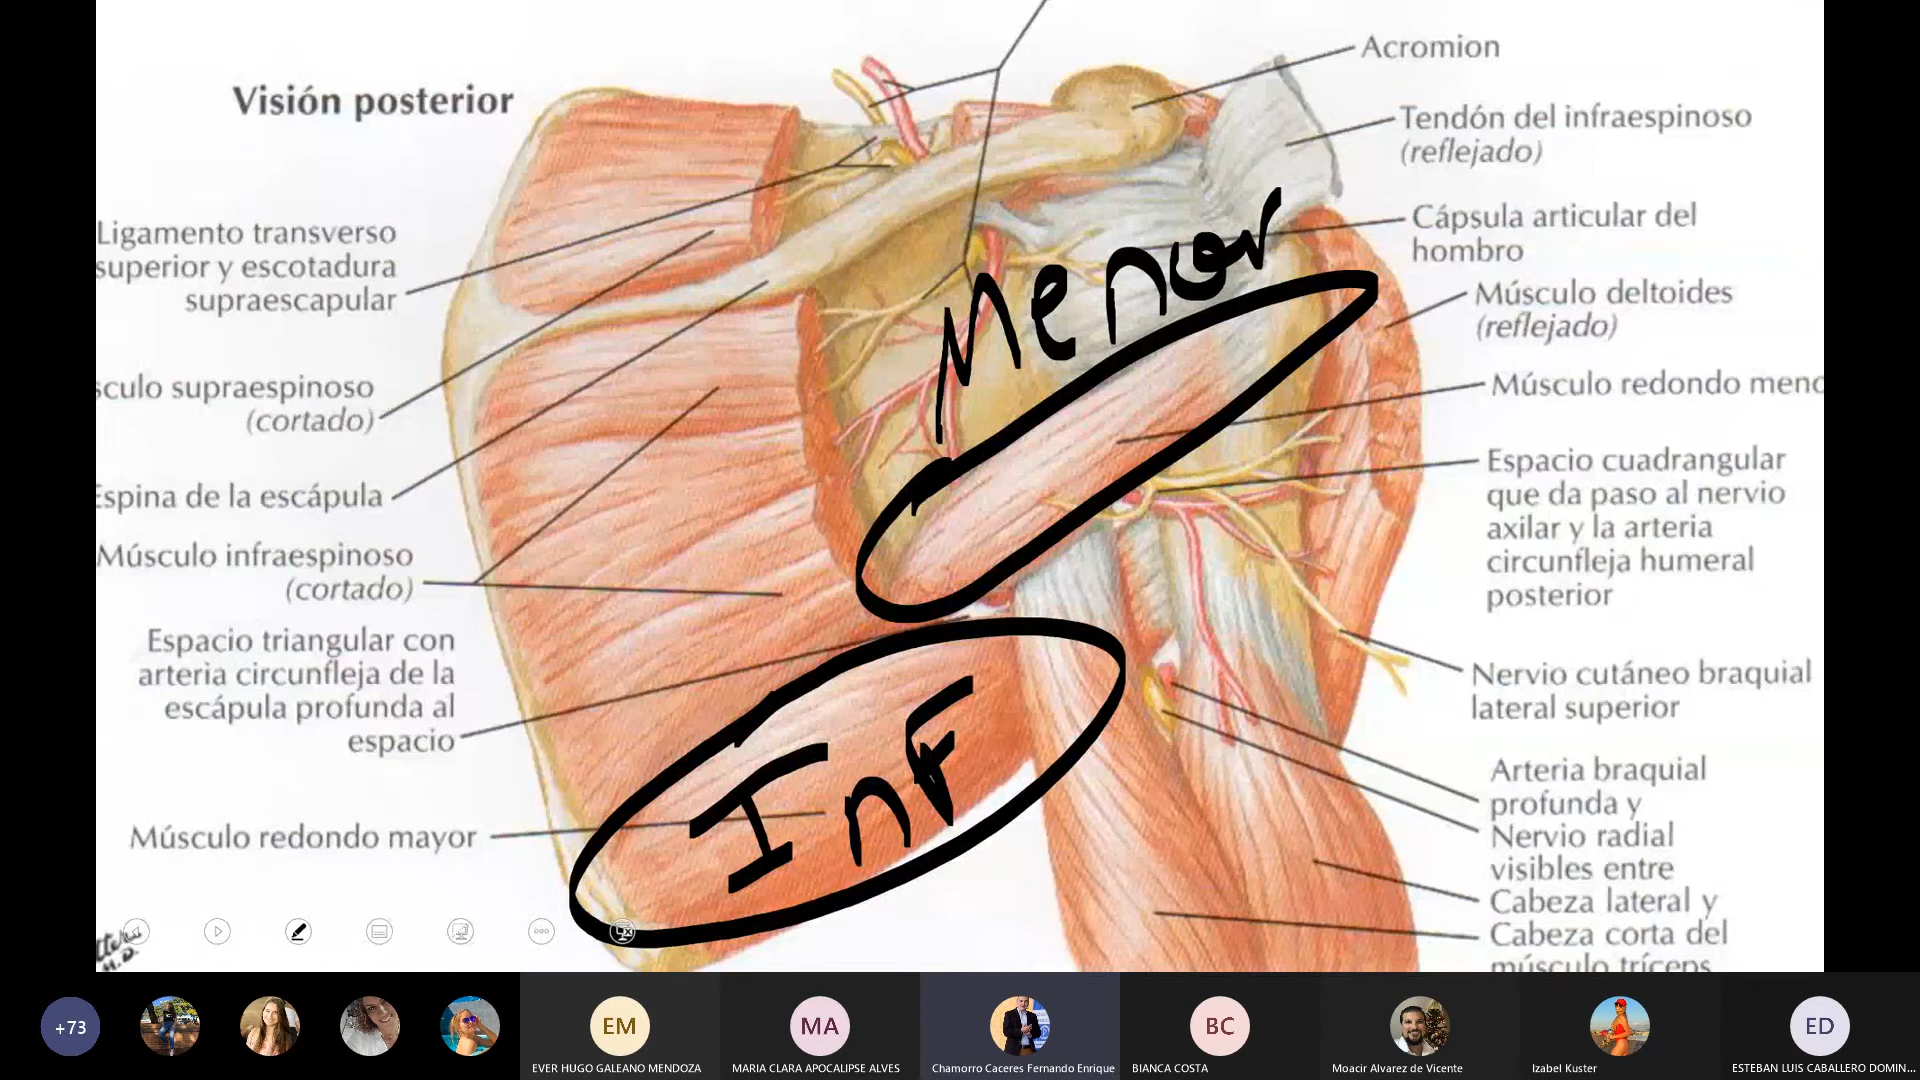 Acromion
Visión posterior
Tendón del infraespinoso
(reflejado)
Ligamento transverso
superior y escotadura
supraescapular
Cápsula articular del
hombro
Menor
Músculo deltoides
(reflejado)
sculo supraespinoso
(cortado)
Músculo redondo meno
Espina de la escápula
Espacio cuadrangular
que da paso al nervio
axilar y la arteria
circunfleja humeral
posterior
Músculo infraespinoso
(cortado)
Espacio triangular con
arteria circunfleja de la
escápula profunda al
espacio
Nervio cutáneo braquial
lateral superior
InF
Músculo redondo mayor
Arteria braquial
profunda y
Nervio radial
visibles entre
Cabeza lateral y
Cabeza corta del
músculo tríceps
M.D.
+73
EM
MA
BC
ED
EVER HUGO GALEANO MENDOZA
MARIA CLARA APOCALIPSE ALVES
Chamorro Caceres Fernando Enrique
BIANCA COSTA
Moacir Alvarez de Vicente
Izabel Kuster
ESTEBAN LUIS CABALLERO DOMIN...